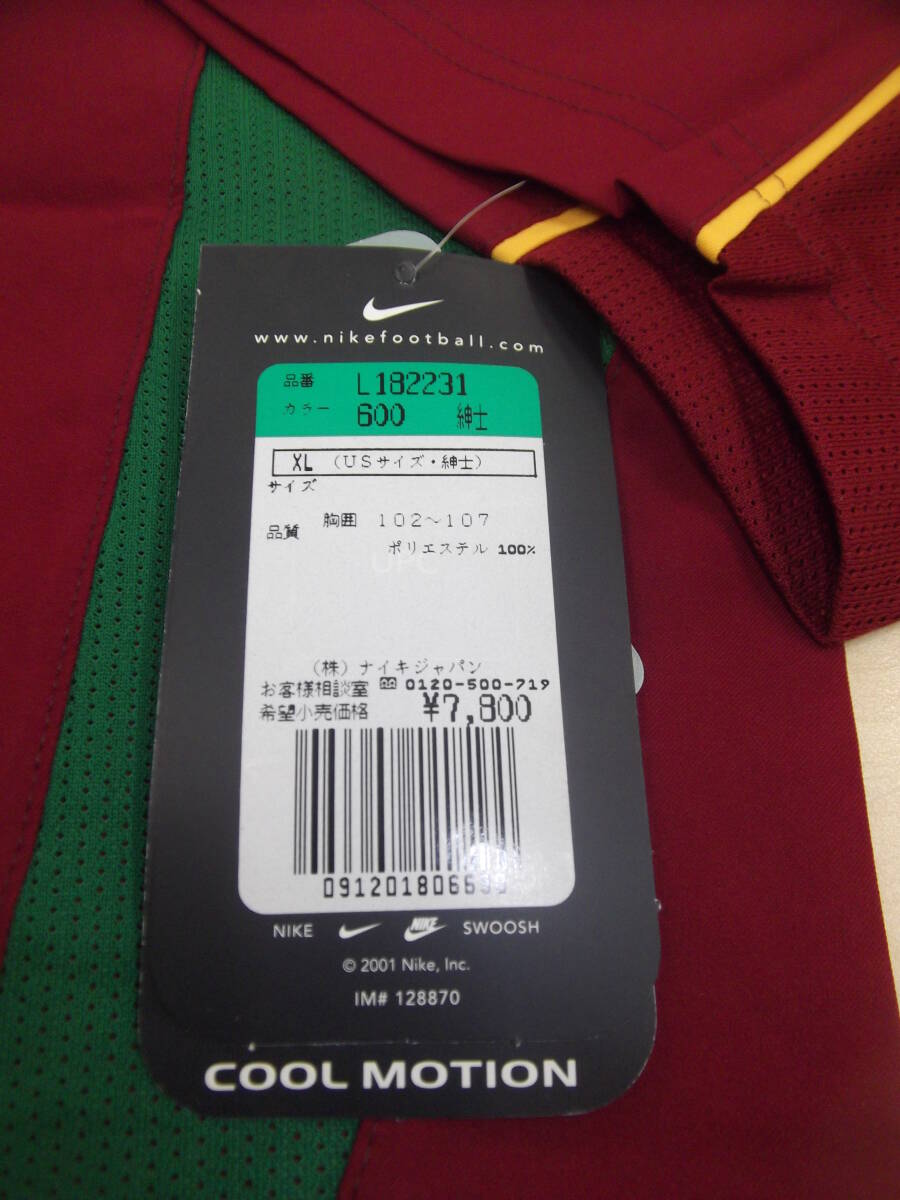 www.nikefootball.com
品番 L182231
カラー 600 紳士
XL (USサイズ・紳士)
サイズ
品質 胸囲 102~107
ポリエステル 100%
UPC
(株)ナイキジャパン
お客様相談室 0120-500-719
希望小売価格 ¥7,800
NIKE NIKE SWOOSH
© 2001 Nike, Inc.
IM# 128870
COOL MOTION